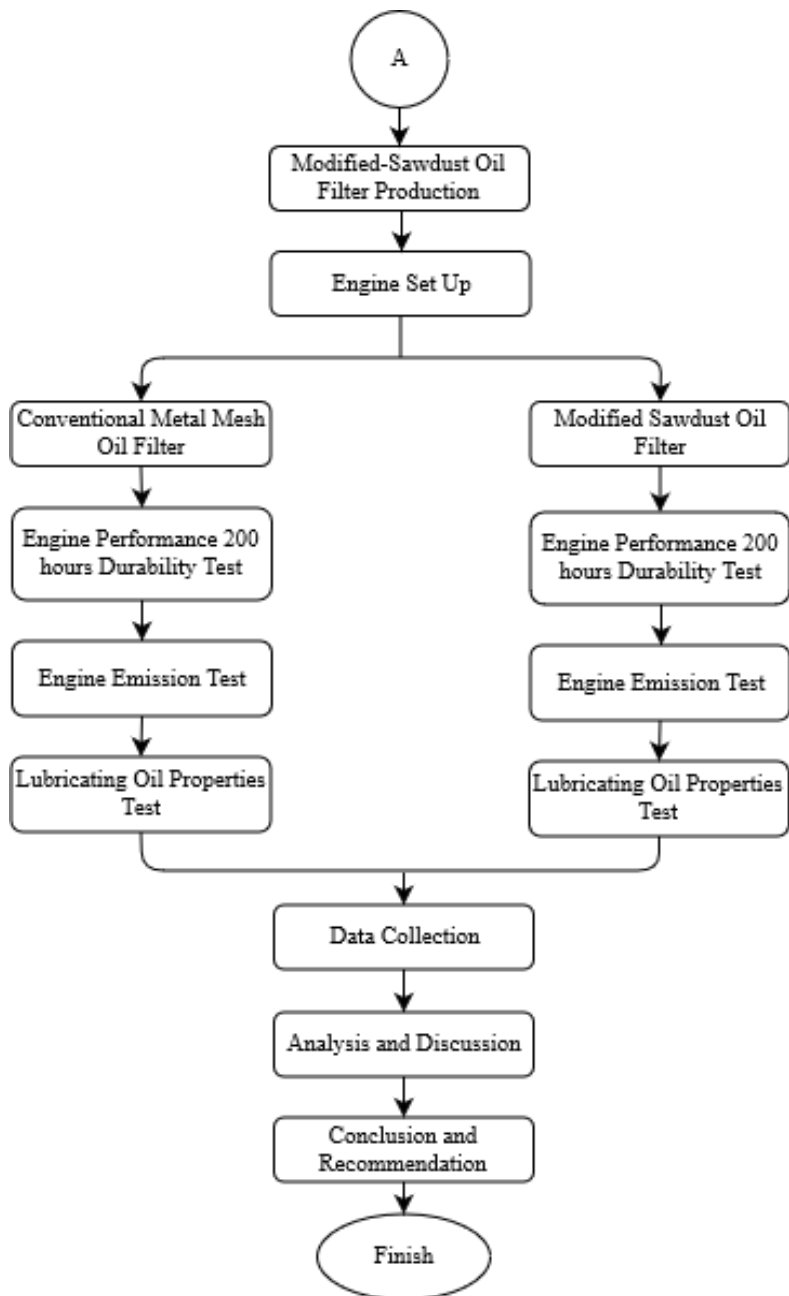 A
Modified-Sawdust Oil
Filter Production
Engine Set Up
Conventional Metal Mesh
Oil Filter
Engine Performance 200
hours Durability Test
Engine Emission Test
Lubricating Oil Properties
Test
Modified Sawdust Oil
Filter
Engine Performance 200
hours Durability Test
Engine Emission Test
Lubricating Oil Properties
Test
Data Collection
Analysis and Discussion
Conclusion and
Recommendation
Finish